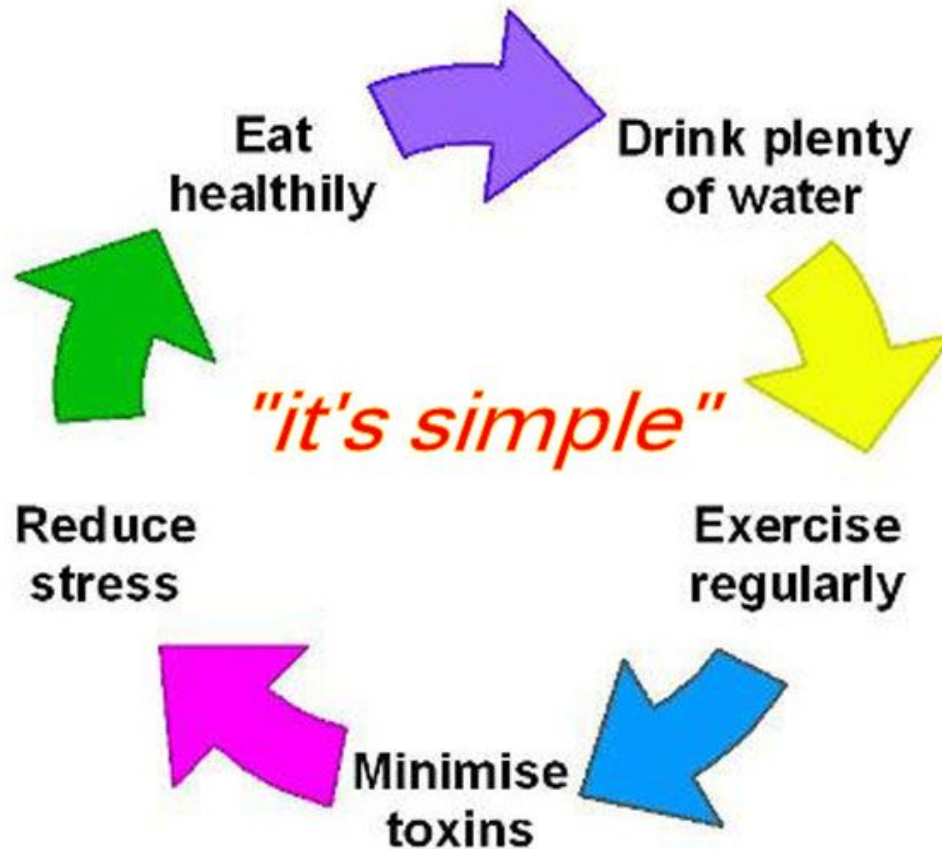 Eat
healthily
Drink plenty
of water
"it's simple"
Exercise
regularly
Minimise
toxins
Reduce
stress